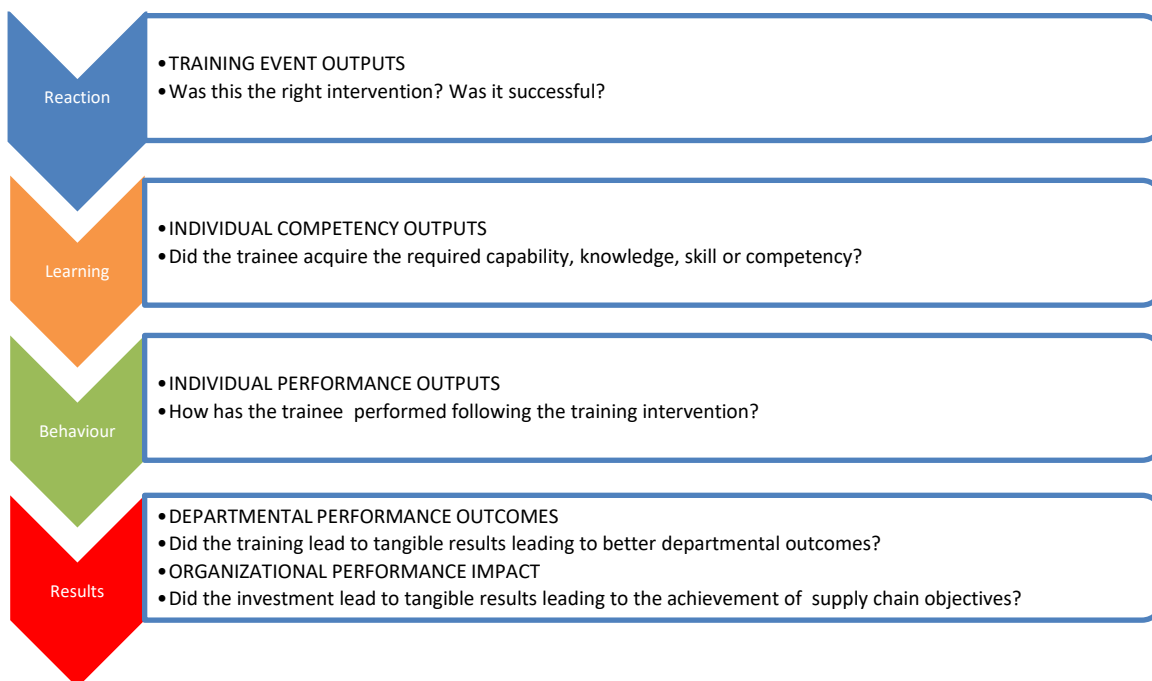 Reaction
•TRAINING EVENT OUTPUTS
•Was this the right intervention? Was it successful?
Learning
•INDIVIDUAL COMPETENCY OUTPUTS
•Did the trainee acquire the required capability, knowledge, skill or competency?
Behaviour
•INDIVIDUAL PERFORMANCE OUTPUTS
•How has the trainee  performed following the training intervention?
Results
•DEPARTMENTAL PERFORMANCE OUTCOMES
•Did the training lead to tangible results leading to better departmental outcomes?
•ORGANIZATIONAL PERFORMANCE IMPACT
•Did the investment lead to tangible results leading to the achievement of  supply chain objectives?